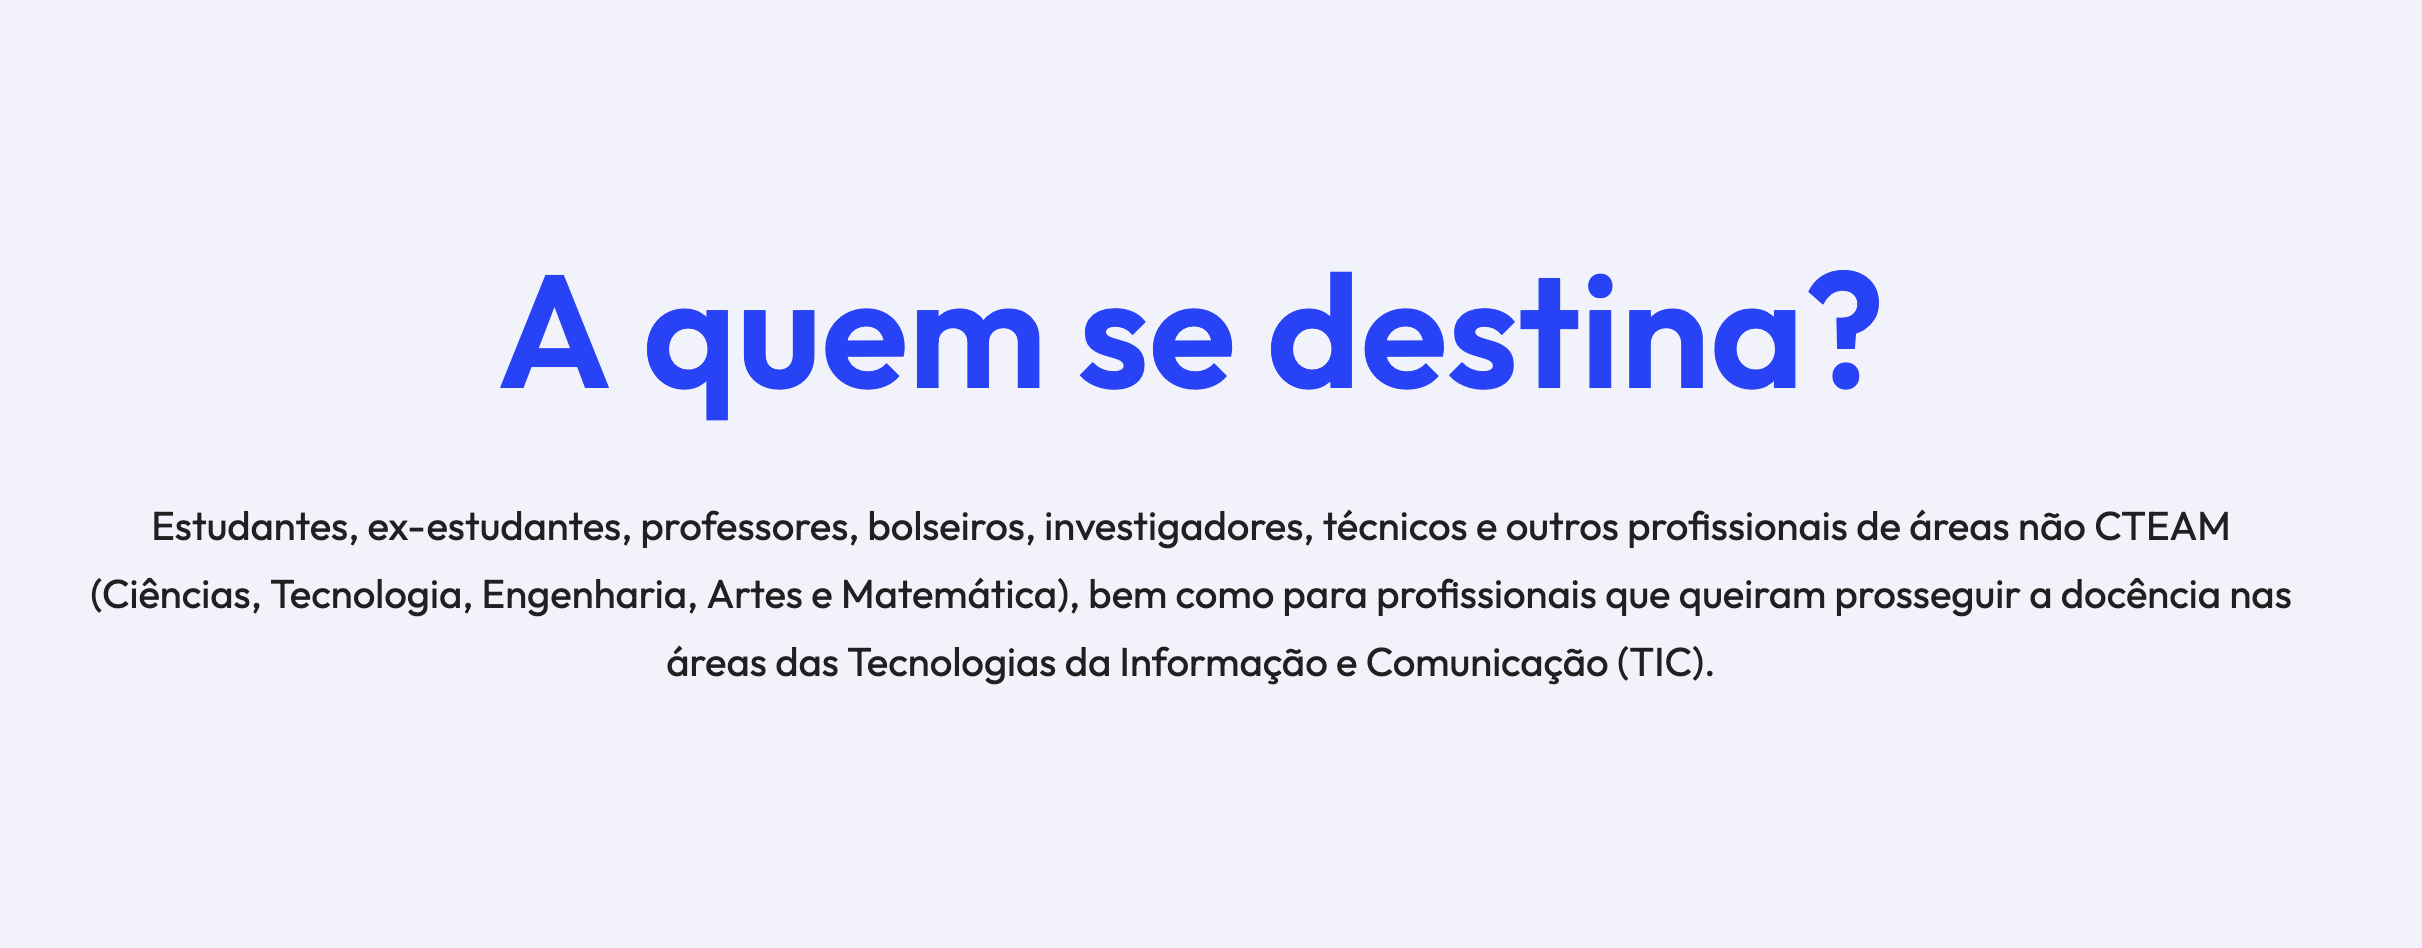 A quem se destina?
Estudantes, ex-estudantes, professores, bolseiros, investigadores, técnicos e outros profissionais de áreas não CTEAM
(Ciências, Tecnologia, Engenharia, Artes e Matemática), bem como para profissionais que queiram prosseguir a docência nas
áreas das Tecnologias da Informação e Comunicação (TIC).